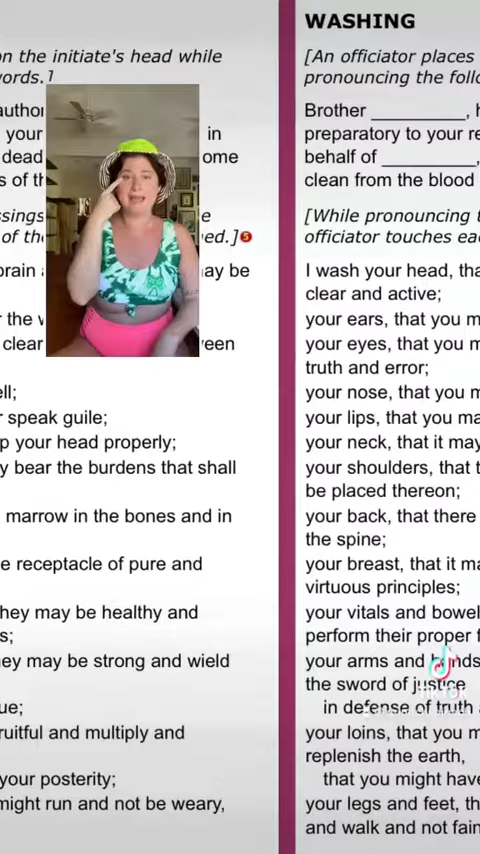 on the initiate's head while
words.]
your
in
dead
ome
s of th
ssings
e
of the
ned.]5
brain
ay be
r the
clear
een
ell;
r speak guile;
p your head properly;
y bear the burdens that shall
marrow in the bones and in
e receptacle of pure and
they may be healthy and
s;
hey may be strong and wield
ue;
ruitful and multiply and
your posterity;
might run and not be weary,
WASHING
[An officiator places
pronouncing the follo
Brother __________, h
preparatory to your re
behalf of __________,
clean from the blood
[While pronouncing t
officiator touches eac
I wash your head, tha
clear and active;
your ears, that you m
your eyes, that you m
truth and error;
your nose, that you m
your lips, that you ma
your neck, that it may
your shoulders, that t
be placed thereon;
your back, that there
the spine;
your breast, that it ma
virtuous principles;
your vitals and bowel
perform their proper f
your arms and hands
the sword of justice
in defense of truth a
your loins, that you m
replenish the earth,
that you might have
your legs and feet, th
and walk and not fain
TikTok